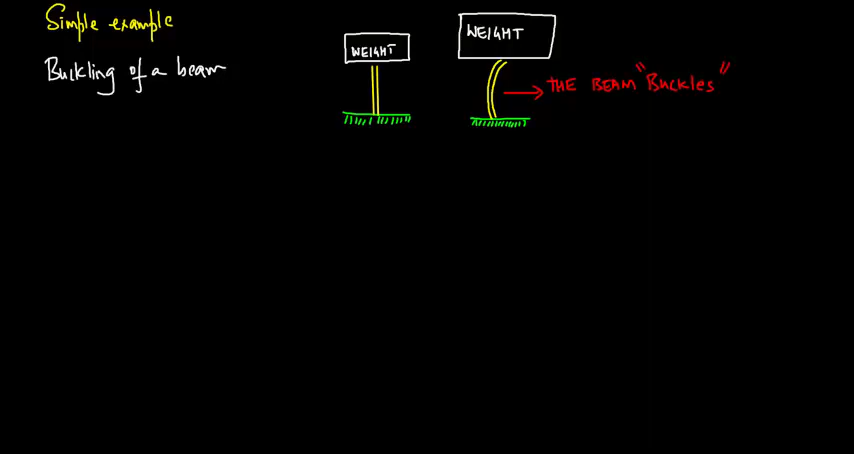 Simple example
Buckling of a beam
WEIGHT
WEIGHT
THE BEAM "Buckles"